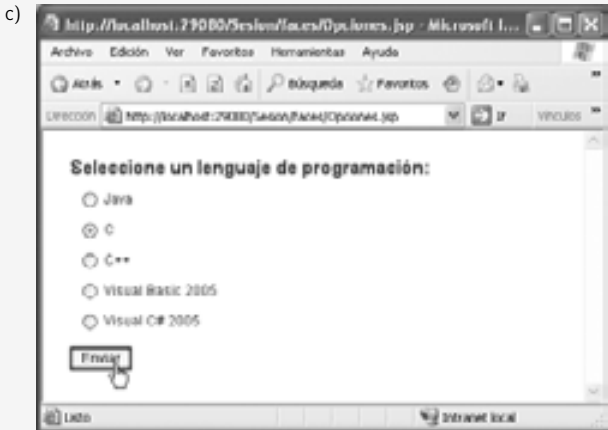 c)
http://localhost:29080/Sesion/faces/Opciones.jsp - Microsoft I...
Archivo Edición Ver Favoritos Herramientas Ayuda
Atrás Búsqueda Favoritos
Dirección http://localhost:29080/Sesion/faces/Opciones.jsp Ir Vínculos »
Seleccione un lenguaje de programación:
Java
C
C++
Visual Basic 2005
Visual C# 2005
Enviar
Listo Intranet local